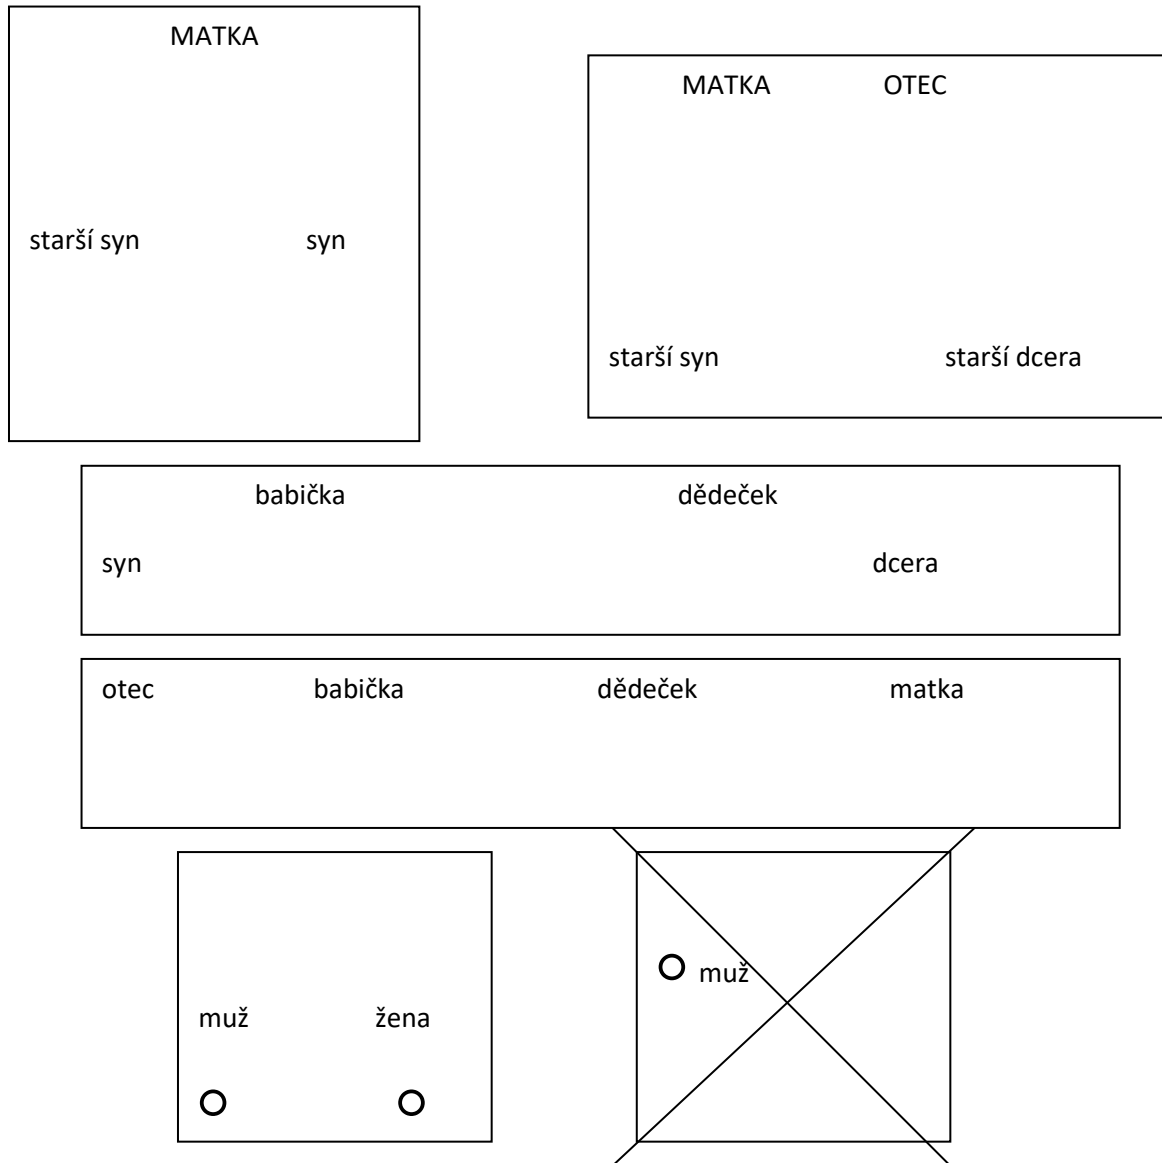 MATKA
starší syn syn
MATKA OTEC
starší syn starší dcera
babička dědeček
syn dcera
otec babička dědeček matka
muž žena
muž